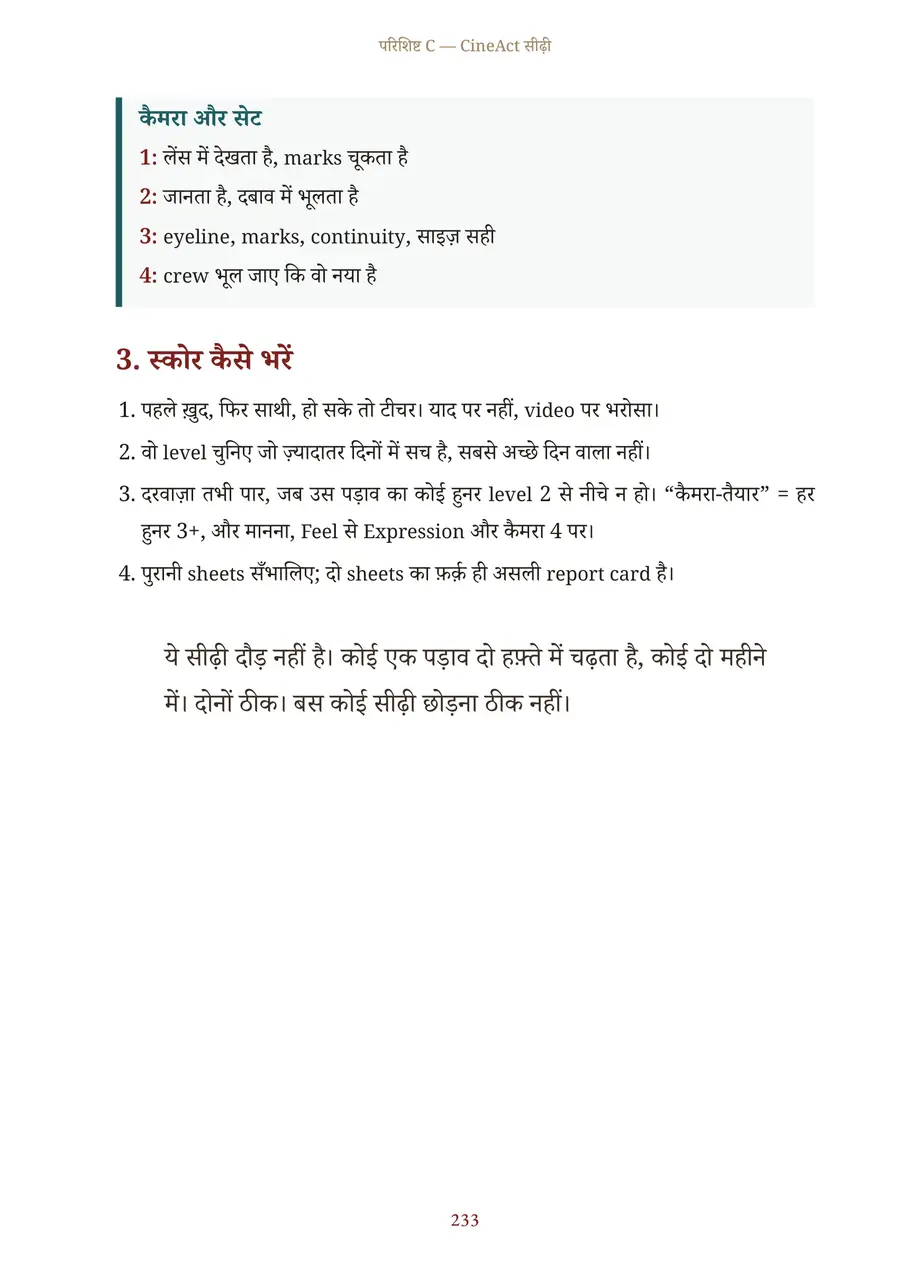 परिशिष्ट C — CineAct सीढ़ी
कैमरा और सेट
1: लेंस में देखता है, marks चूकता है
2: जानता है, दबाव में भूलता है
3: eyeline, marks, continuity, साइज़ सही
4: crew भूल जाए कि वो नया है
3. स्कोर कैसे भरें
1. पहले ख़ुद, फिर साथी, हो सके तो टीचर। याद पर नहीं, video पर भरोसा।
2. वो level चुनिए जो ज़्यादातर दिनों में सच है, सबसे अच्छे दिन वाला नहीं।
3. दरवाज़ा तभी पार, जब उस पड़ाव का कोई हुनर level 2 से नीचे न हो। “कैमरा-तैयार” = हर
हुनर 3+, और मानना, Feel से Expression और कैमरा 4 पर।
4. पुरानी sheets सँभालिए; दो sheets का फ़र्क़ ही असली report card है।
ये सीढ़ी दौड़ नहीं है। कोई एक पड़ाव दो हफ़्ते में चढ़ता है, कोई दो महीने
में। दोनों ठीक। बस कोई सीढ़ी छोड़ना ठीक नहीं।
233